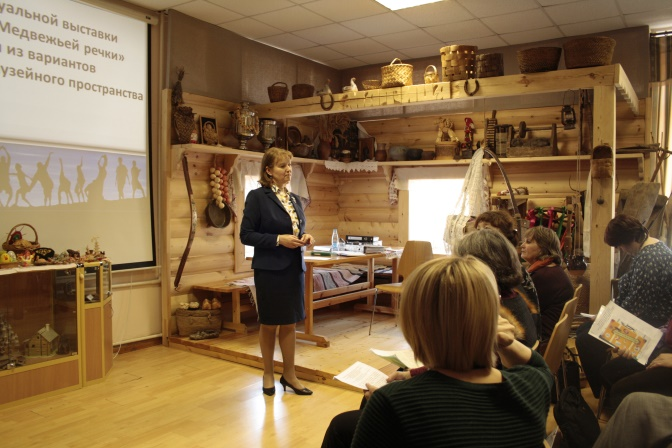 уальной выставки
Медвежьей речки»
из вариантов
узейного пространства